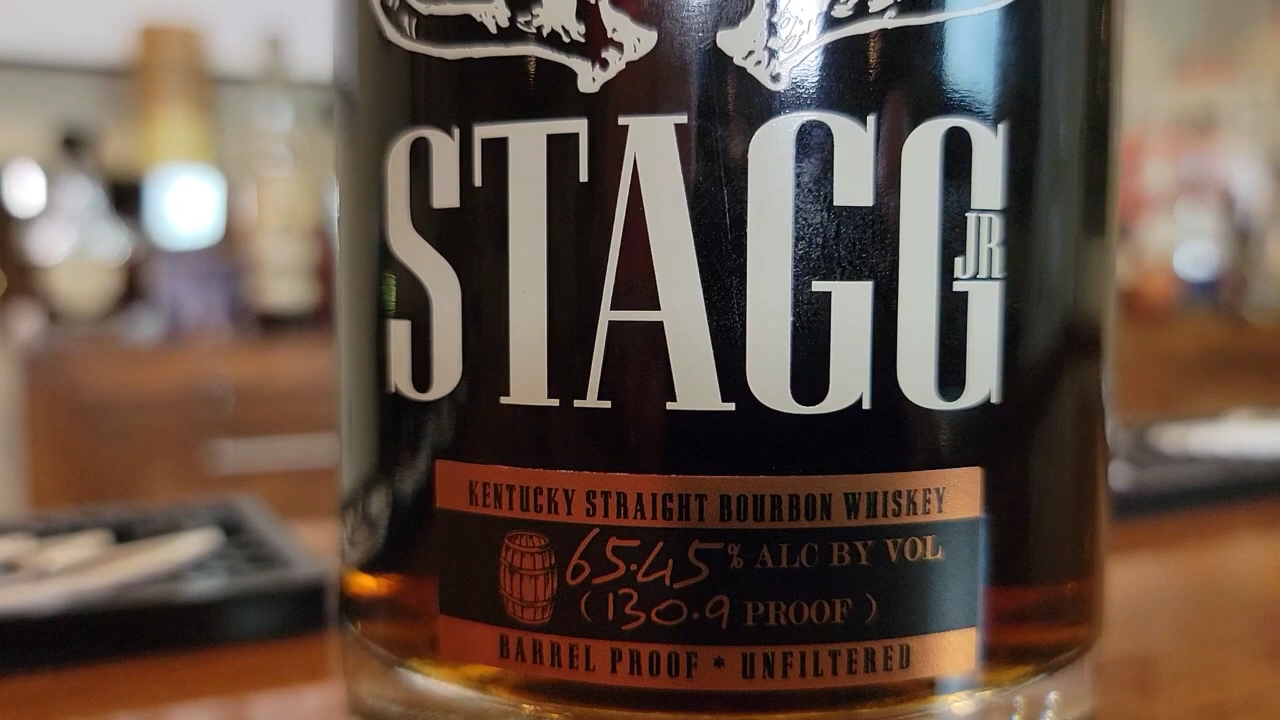 STAGG
JR
KENTUCKY STRAIGHT BOURBON WHISKEY
65.45% ALC BY VOL
(130.9 PROOF)
BARREL PROOF * UNFILTERED